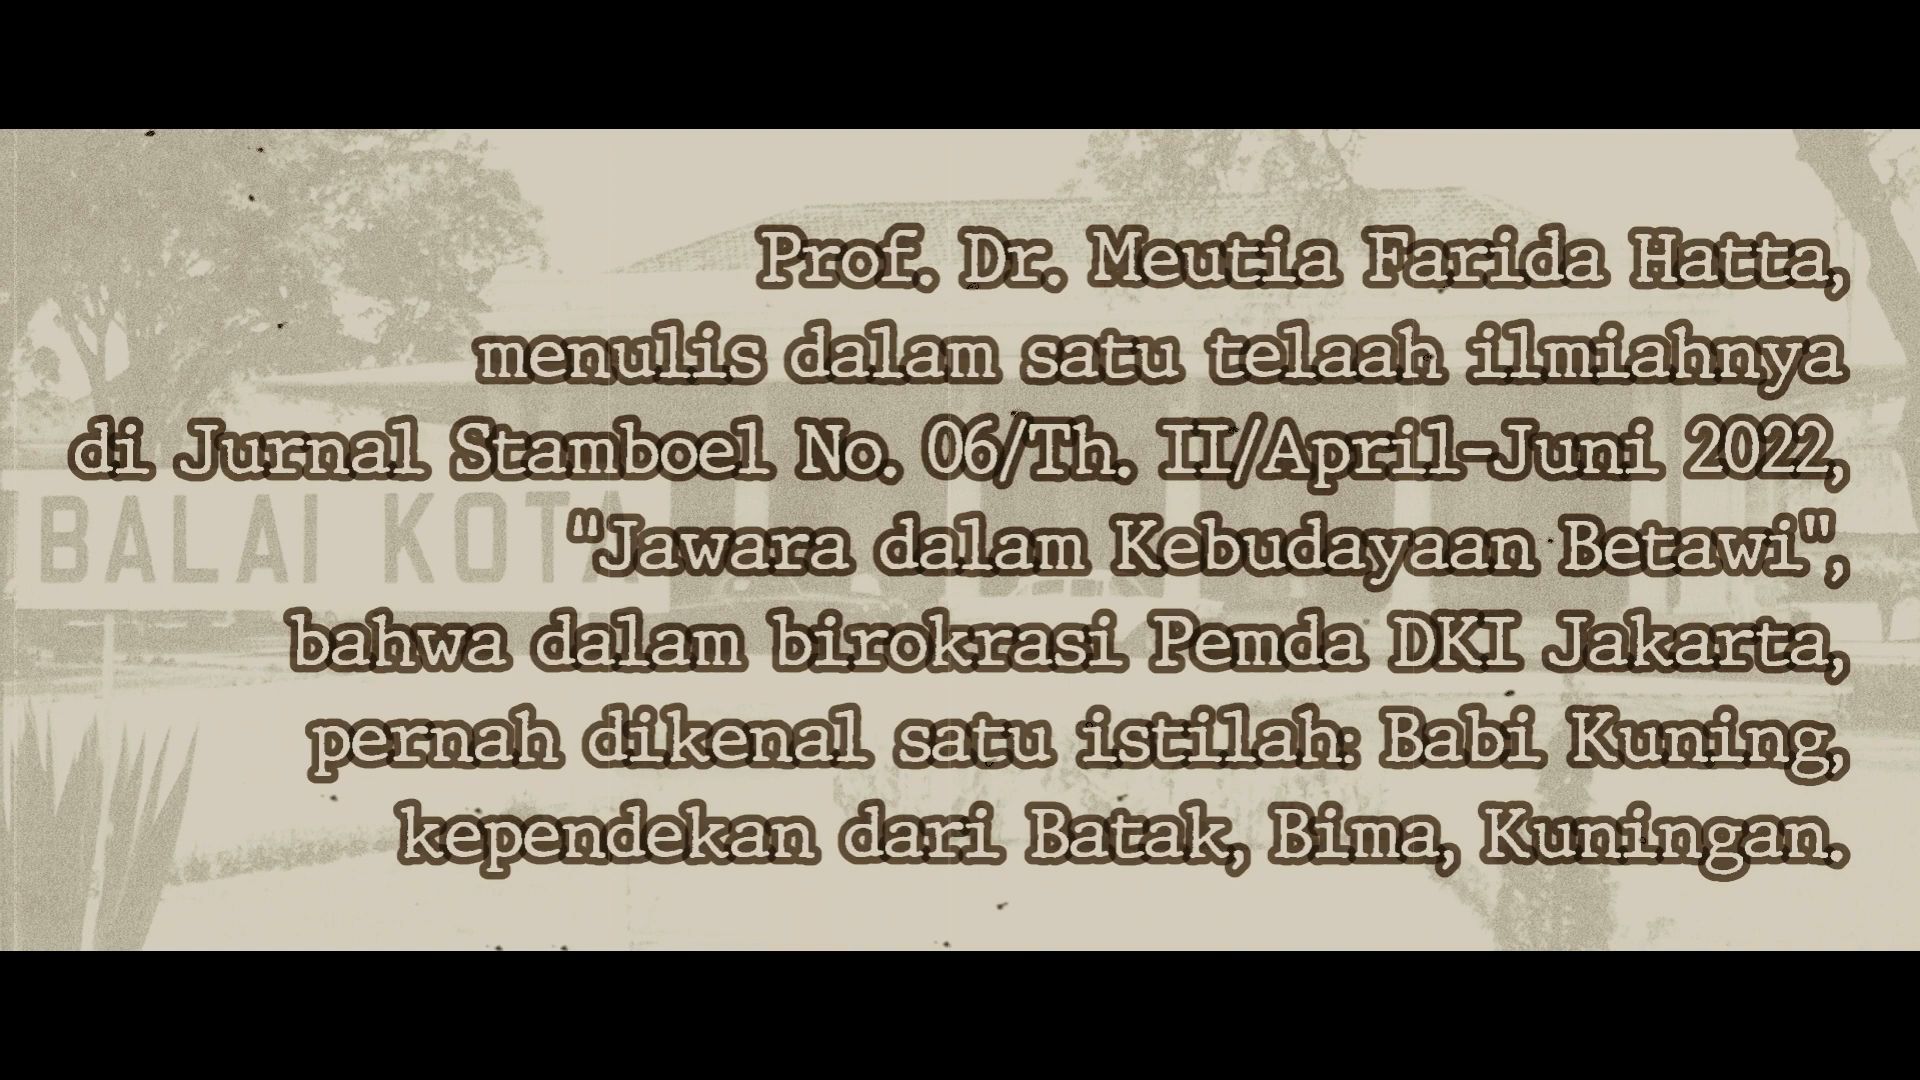 Prof. Dr. Meutia Farida Hatta,
menulis dalam satu telaah ilmiahnya
di Jurnal Stamboel No. 06/Th. II/April-Juni 2022,
"Jawara dalam Kebudayaan Betawi",
bahwa dalam birokrasi Pemda DKI Jakarta,
pernah dikenal satu istilah: Babi Kuning,
kependekan dari Batak, Bima, Kuningan.
BALAI KOTA